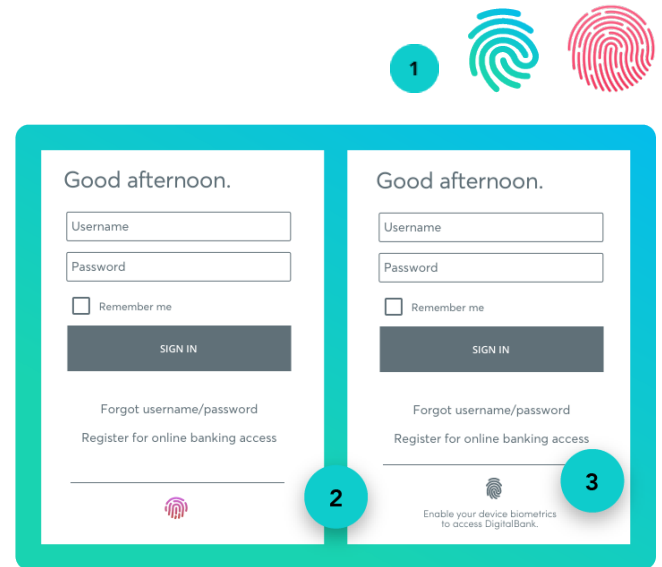 1
Good afternoon.
Username
Password
Remember me
SIGN IN
Forgot username/password
Register for online banking access
2
Good afternoon.
Username
Password
Remember me
SIGN IN
Forgot username/password
Register for online banking access
3
Enable your device biometrics
to access DigitalBank.